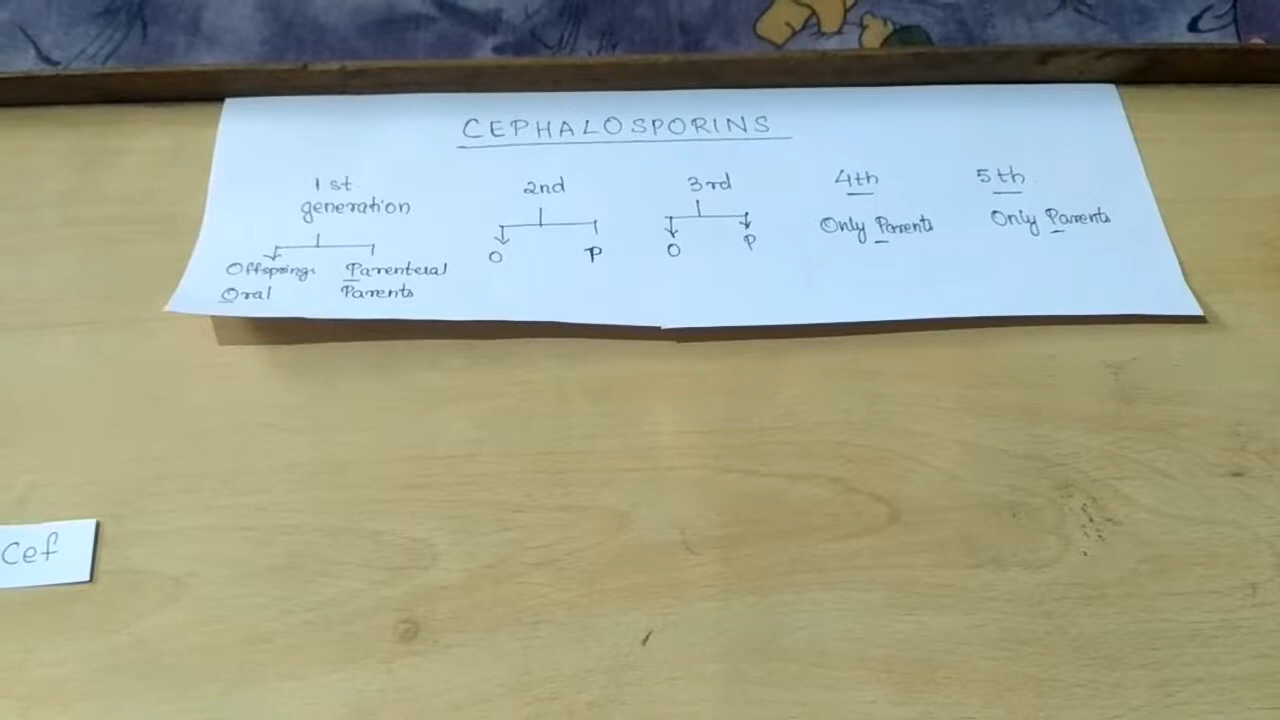 CEPHALOSPORINS
1st
generation
2nd
3rd
4th
5th
Offsprings
Oral
Parenteral
Parents
O
P
O
P
Only Parents
Only Parents
Cef